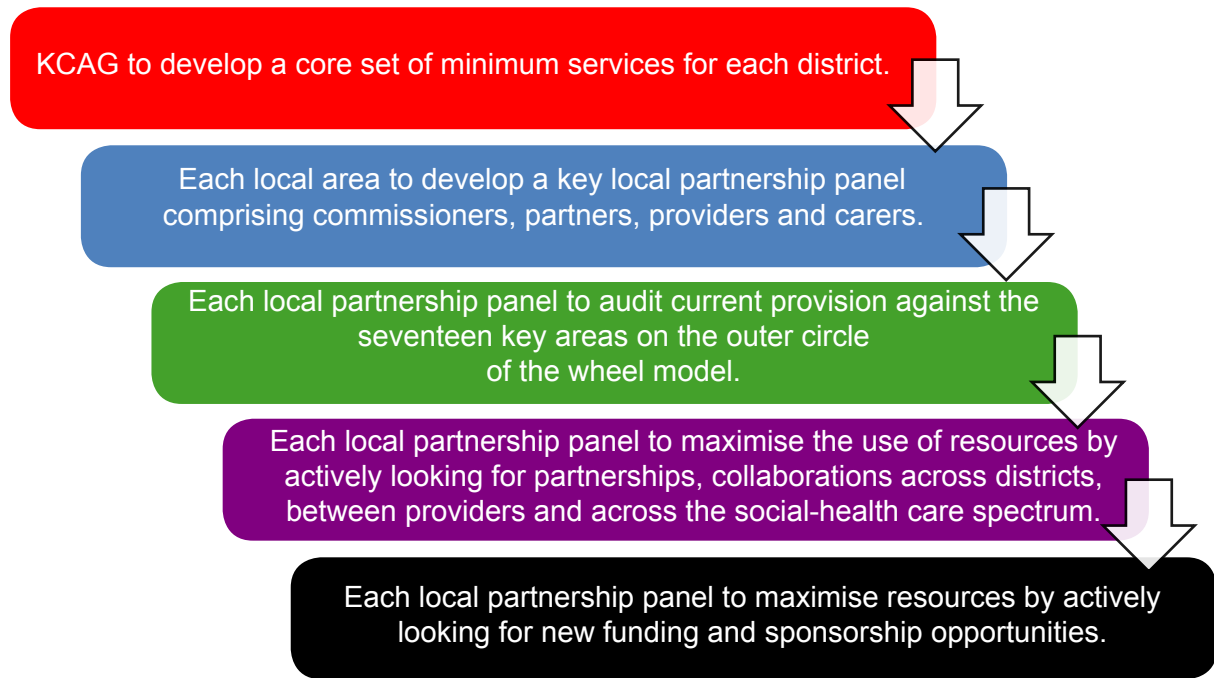 KCAG to develop a core set of minimum services for each district.
Each local area to develop a key local partnership panel
comprising commissioners, partners, providers and carers.
Each local partnership panel to audit current provision against the
seventeen key areas on the outer circle
of the wheel model.
Each local partnership panel to maximise the use of resources by
actively looking for partnerships, collaborations across districts,
between providers and across the social-health care spectrum.
Each local partnership panel to maximise resources by actively
looking for new funding and sponsorship opportunities.